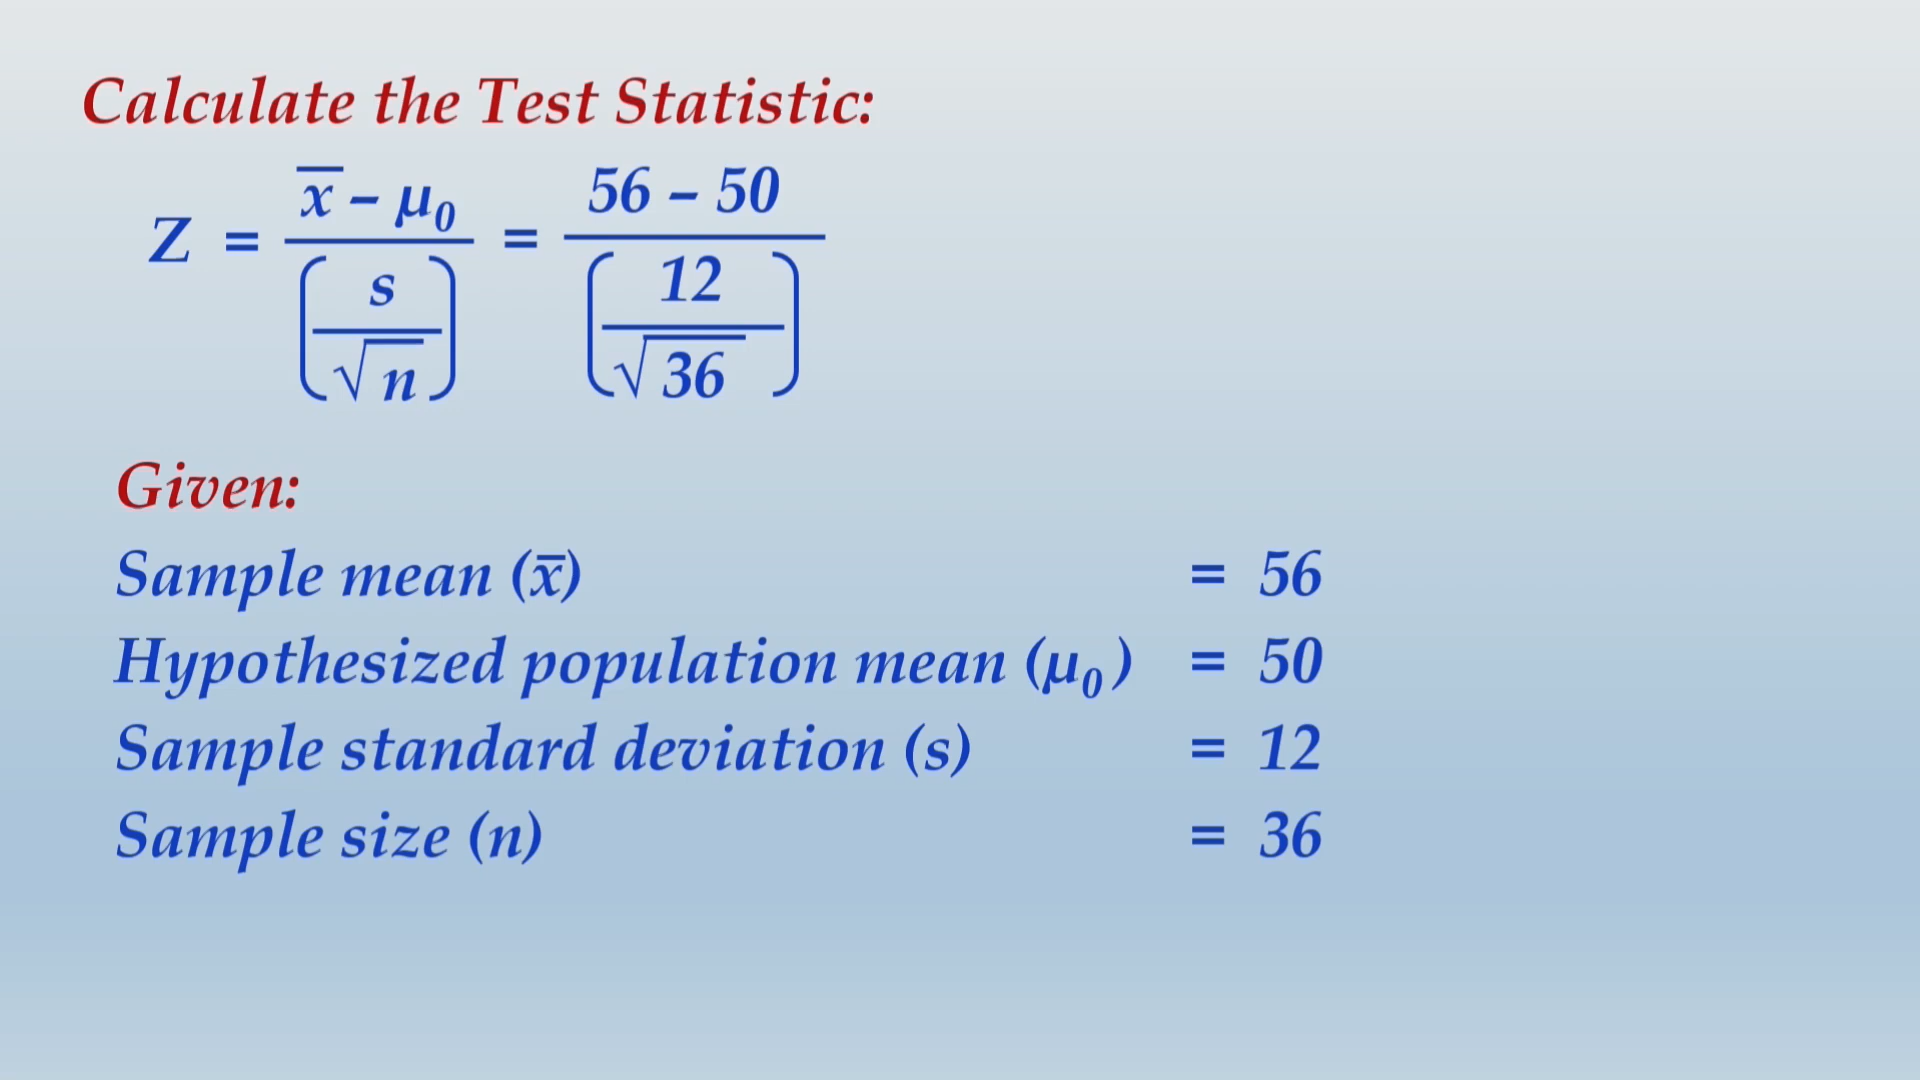 Calculate the Test Statistic:
Z = (x̅ – μ₀) / (s / √n) = (56 – 50) / (12 / √36)
Given:
Sample mean (x̅) = 56
Hypothesized population mean (μ₀ ) = 50
Sample standard deviation (s) = 12
Sample size (n) = 36